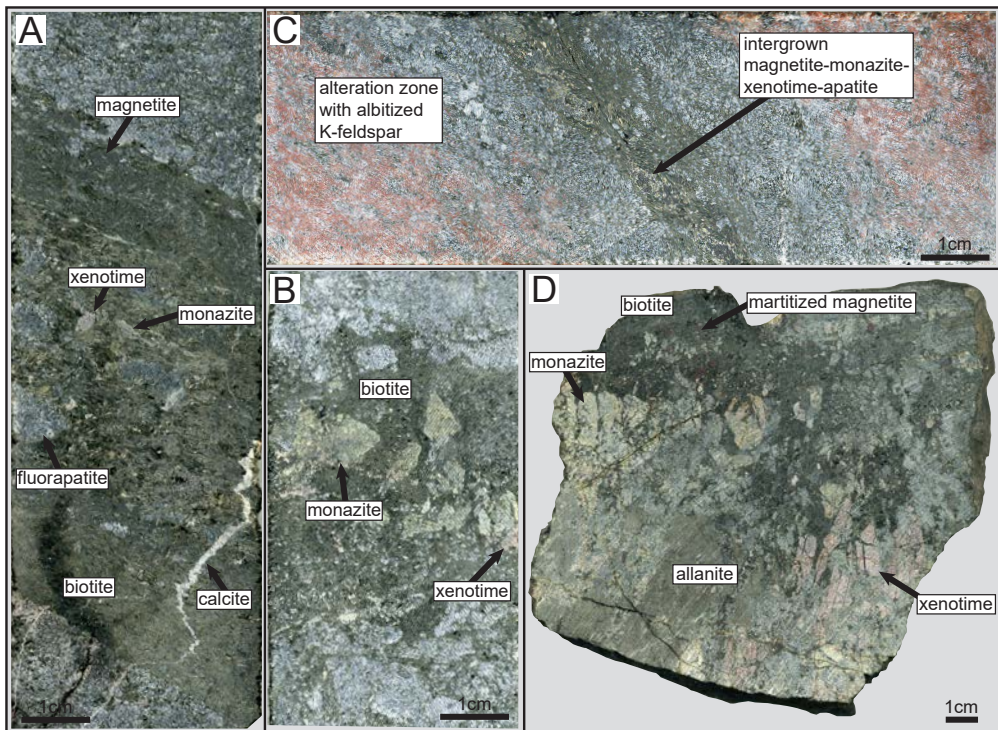 A
magnetite
xenotime
monazite
fluorapatite
biotite
calcite
1cm
C
alteration zone
with albitized
K-feldspar
intergrown
magnetite-monazite-
xenotime-apatite
1cm
B
biotite
monazite
xenotime
1cm
D
biotite
martitized magnetite
monazite
allanite
xenotime
1cm